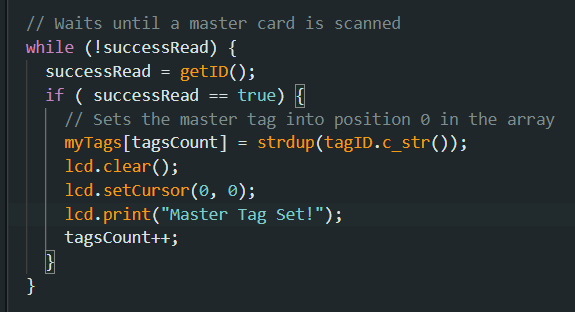 // Waits until a master card is scanned
while (!successRead) {
successRead = getID();
if ( successRead == true) {
// Sets the master tag into position 0 in the array
myTags[tagsCount] = strdup(tagID.c_str());
lcd.clear();
lcd.setCursor(0, 0);
lcd.print("Master Tag Set!");
tagsCount++;
}
}